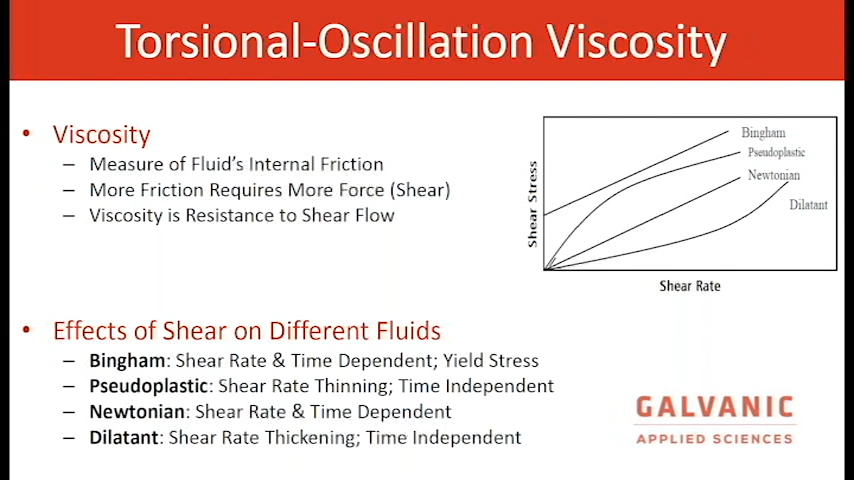 Torsional-Oscillation Viscosity
• Viscosity
– Measure of Fluid's Internal Friction
– More Friction Requires More Force (Shear)
– Viscosity is Resistance to Shear Flow
Shear Stress
Bingham
Pseudoplastic
Newtonian
Dilatant
Shear Rate
• Effects of Shear on Different Fluids
– Bingham: Shear Rate & Time Dependent; Yield Stress
– Pseudoplastic: Shear Rate Thinning; Time Independent
– Newtonian: Shear Rate & Time Dependent
– Dilatant: Shear Rate Thickening; Time Independent
GALVANIC
APPLIED SCIENCES